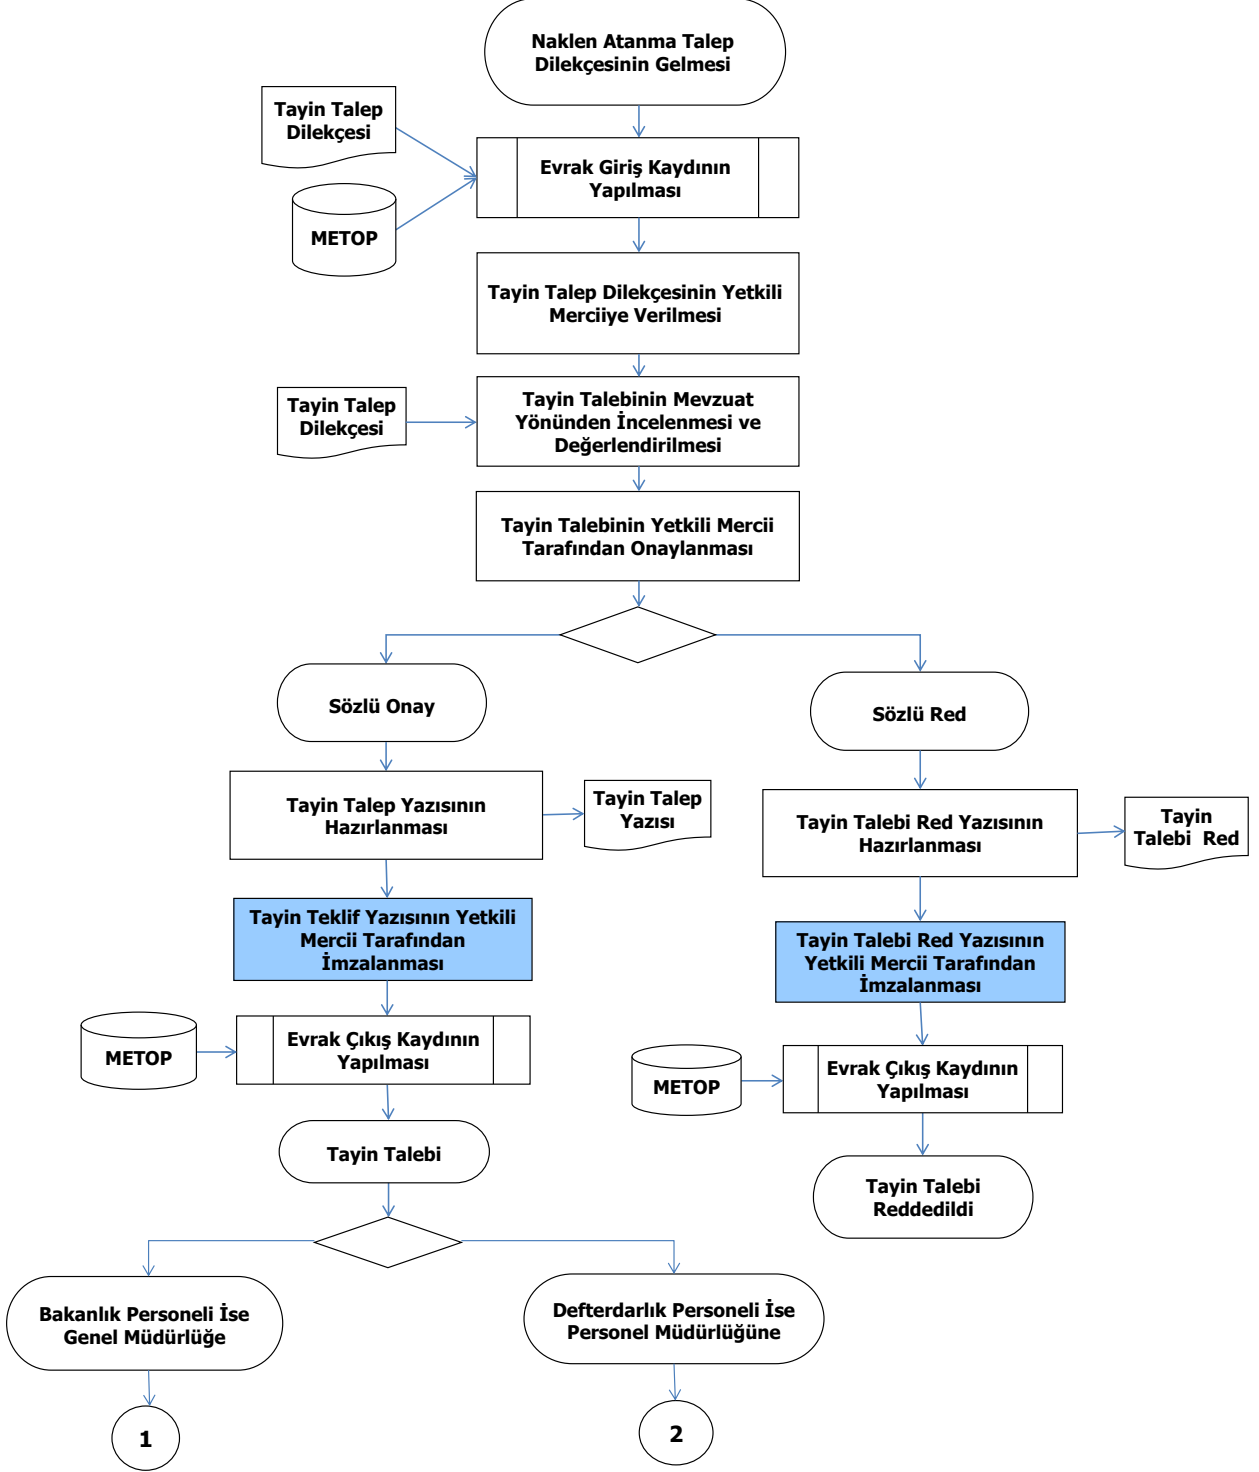 Naklen Atanma Talep
Dilekçesinin Gelmesi
Tayin Talep
Dilekçesi
Evrak Giriş Kaydının
Yapılması
METOP
Tayin Talep Dilekçesinin Yetkili
Merciiye Verilmesi
Tayin Talep
Dilekçesi
Tayin Talebinin Mevzuat
Yönünden İncelenmesi ve
Değerlendirilmesi
Tayin Talebinin Yetkili Mercii
Tarafından Onaylanması
Sözlü Onay
Sözlü Red
Tayin Talep Yazısının
Hazırlanması
Tayin Talep
Yazısı
Tayin Talebi Red Yazısının
Hazırlanması
Tayin
Talebi  Red
Tayin Teklif Yazısının Yetkili
Mercii Tarafından
İmzalanması
Tayin Talebi Red Yazısının
Yetkili Mercii Tarafından
İmzalanması
METOP
Evrak Çıkış Kaydının
Yapılması
METOP
Evrak Çıkış Kaydının
Yapılması
Tayin Talebi
Tayin Talebi
Reddedildi
Bakanlık Personeli İse
Genel Müdürlüğe
Defterdarlık Personeli İse
Personel Müdürlüğüne
1
2